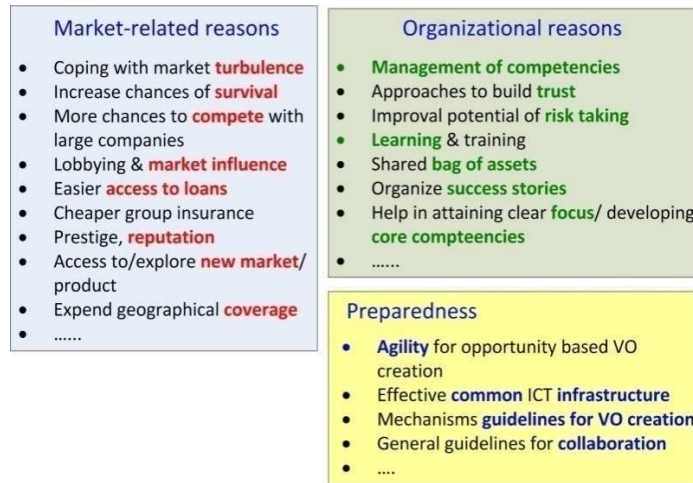 Market-related reasons
• Coping with market turbulence
• Increase chances of survival
• More chances to compete with
large companies
• Lobbying & market influence
• Easier access to loans
• Cheaper group insurance
• Prestige, reputation
• Access to/explore new market/
product
• Expend geographical coverage
• ......
Organizational reasons
• Management of competencies
• Approaches to build trust
• Improval potential of risk taking
• Learning & training
• Shared bag of assets
• Organize success stories
• Help in attaining clear focus/ developing
core compteencies
• ......
Preparedness
• Agility for opportunity based VO
creation
• Effective common ICT infrastructure
• Mechanisms guidelines for VO creation
• General guidelines for collaboration
• ....